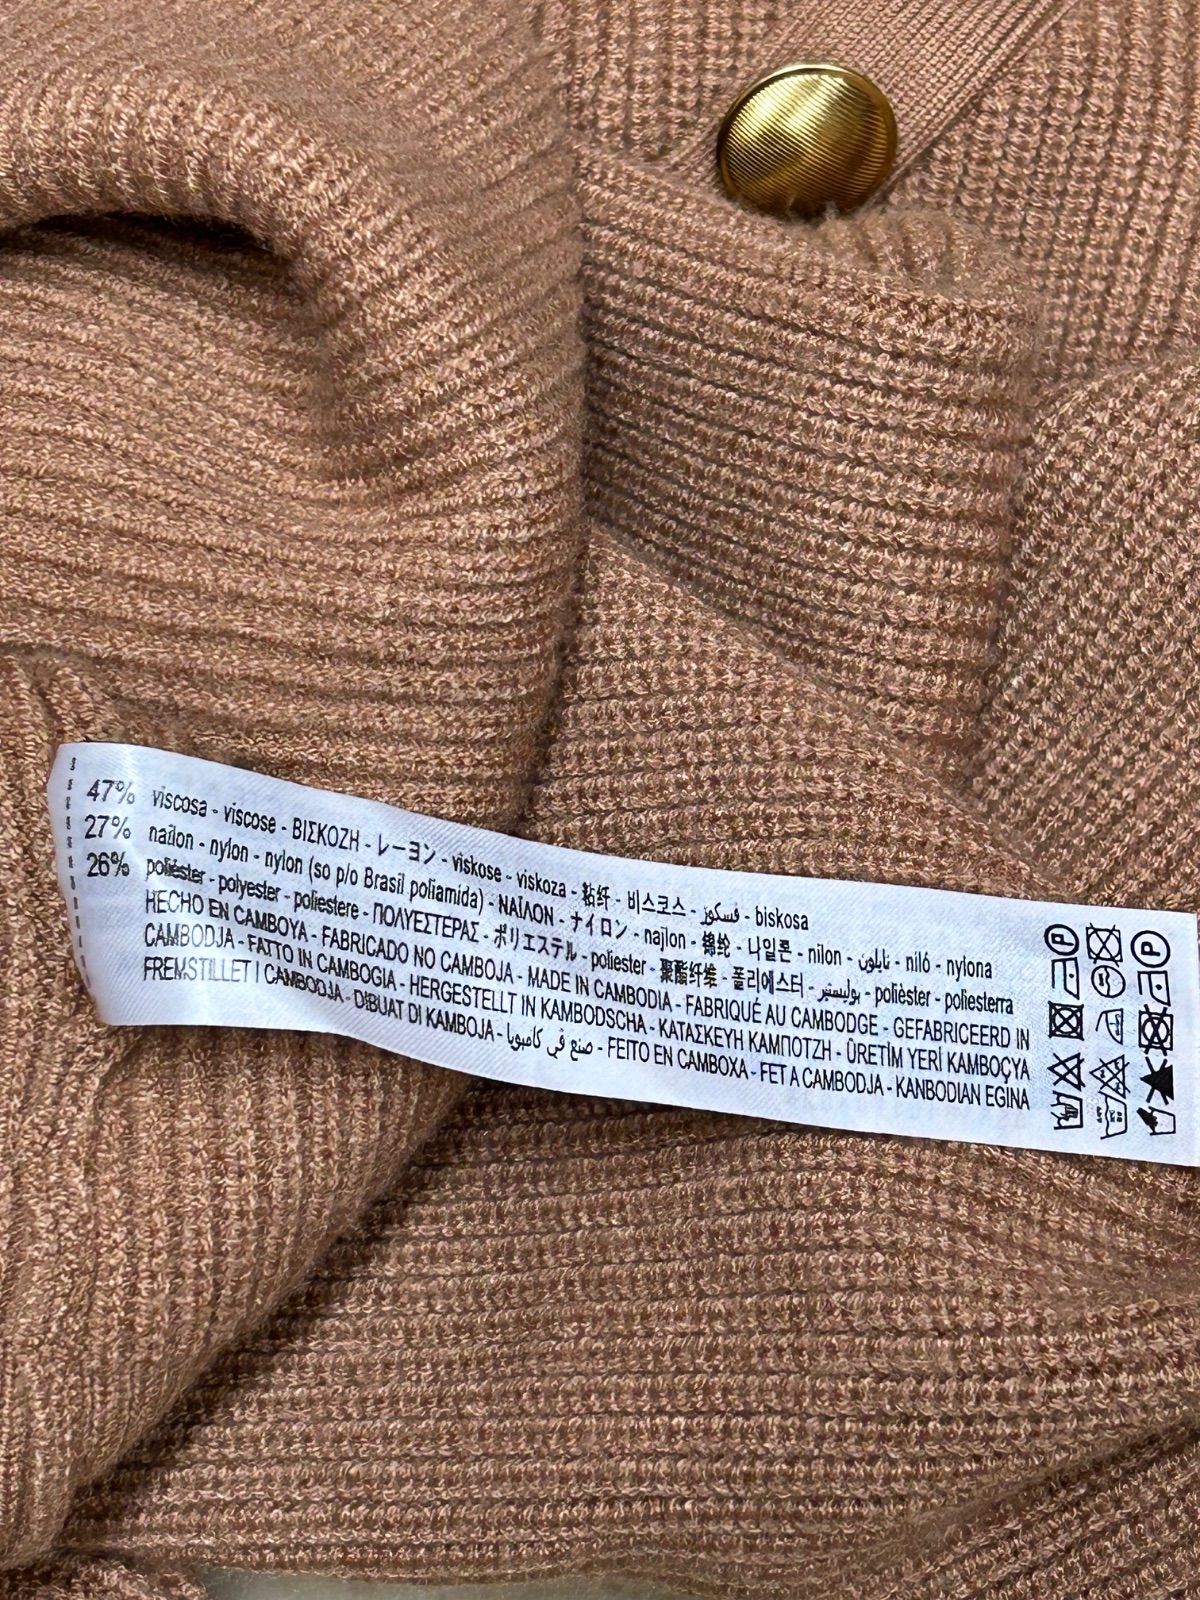 47% viscosa - viscose - ΒΙΣΚΟΖΗ - レーヨン - viskose - viskoza - 粘纤 - 비스코스 - فسكوز - biskosa
27% naílon - nylon - nylon (so p/o Brasil poliamida) - ΝΑΪΛΟΝ - ナイロン - najlon - 锦纶 - 나일론 - nilon - نايلون - niló - nylona
26% poliéster - polyester - poliestere - ΠΟΛΥΕΣΤΕΡΑΣ - ポリエステル - poliester - 聚酯纤维 - 폴리에스터 - بوليستير - polièster - poliesterra
HECHO EN CAMBOYA - FABRICADO NO CAMBOJA - MADE IN CAMBODIA - FABRIQUÉ AU CAMBODGE - GEFABRICEERD IN
CAMBODJA - FATTO IN CAMBOGIA - HERGESTELLT IN KAMBODSCHA - ΚΑΤΑΣΚΕΥΗ ΚΑΜΠΟΤΖΗ - ÜRETİM YERİ KAMBOÇYA
FREMSTILLET I CAMBODJA - DIBUAT DI KAMBOJA - صنع في كامبويا - FEITO EN CAMBOXA - FET A CAMBODJA - KANBODIAN EGINA